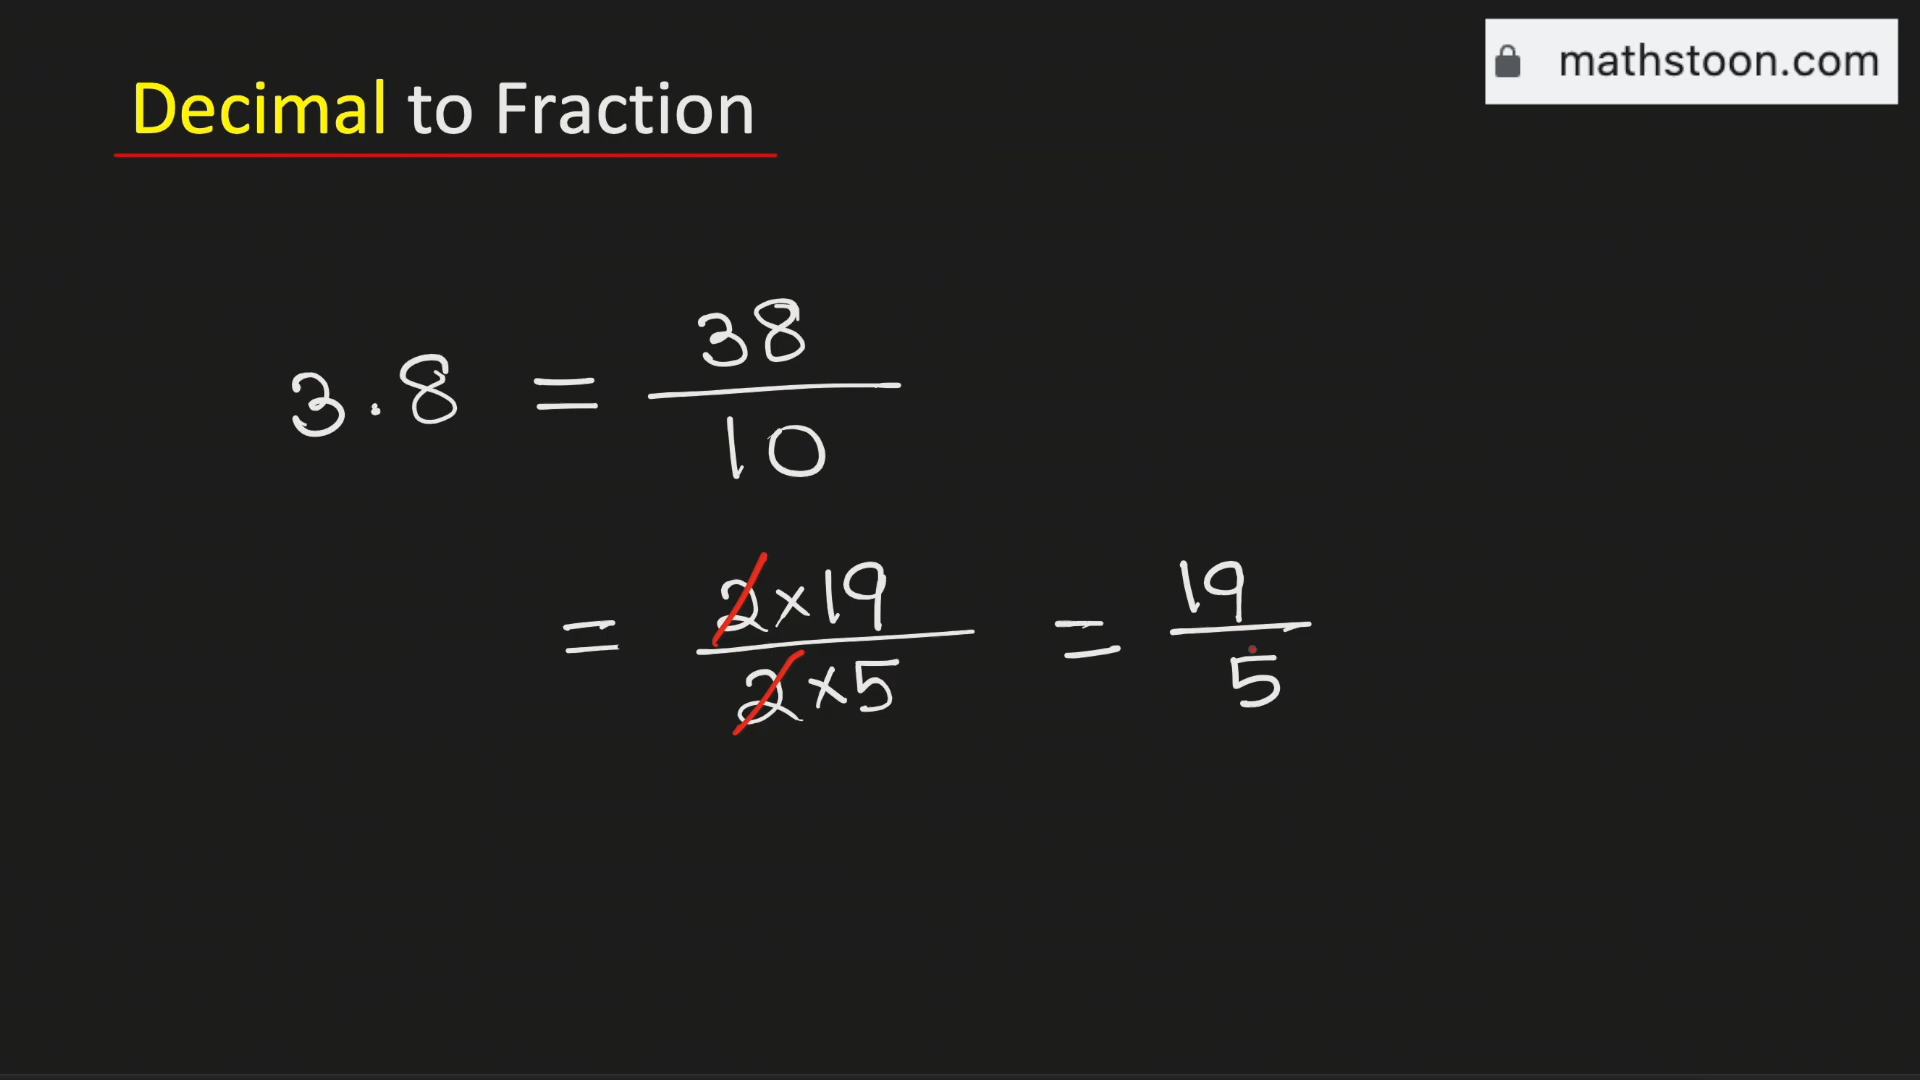 mathstoon.com
Decimal to Fraction
3.8 = 38/10
= 2×19/2×5 = 19/5